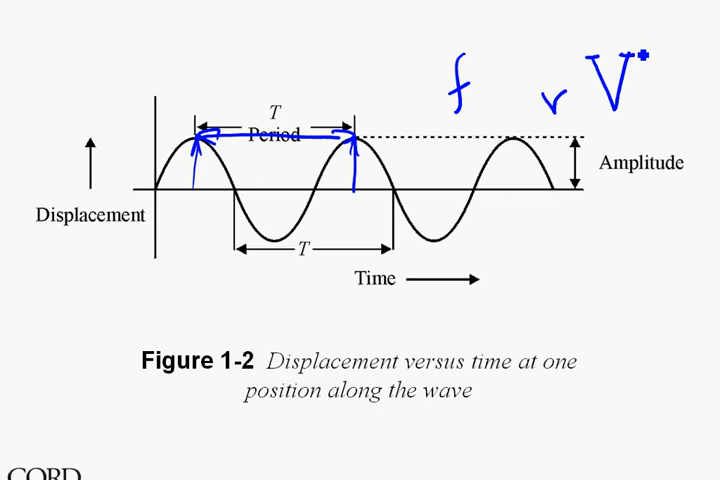 f r V
T
Period
Amplitude
Displacement
T
Time
Figure 1-2 Displacement versus time at one
position along the wave
CORD